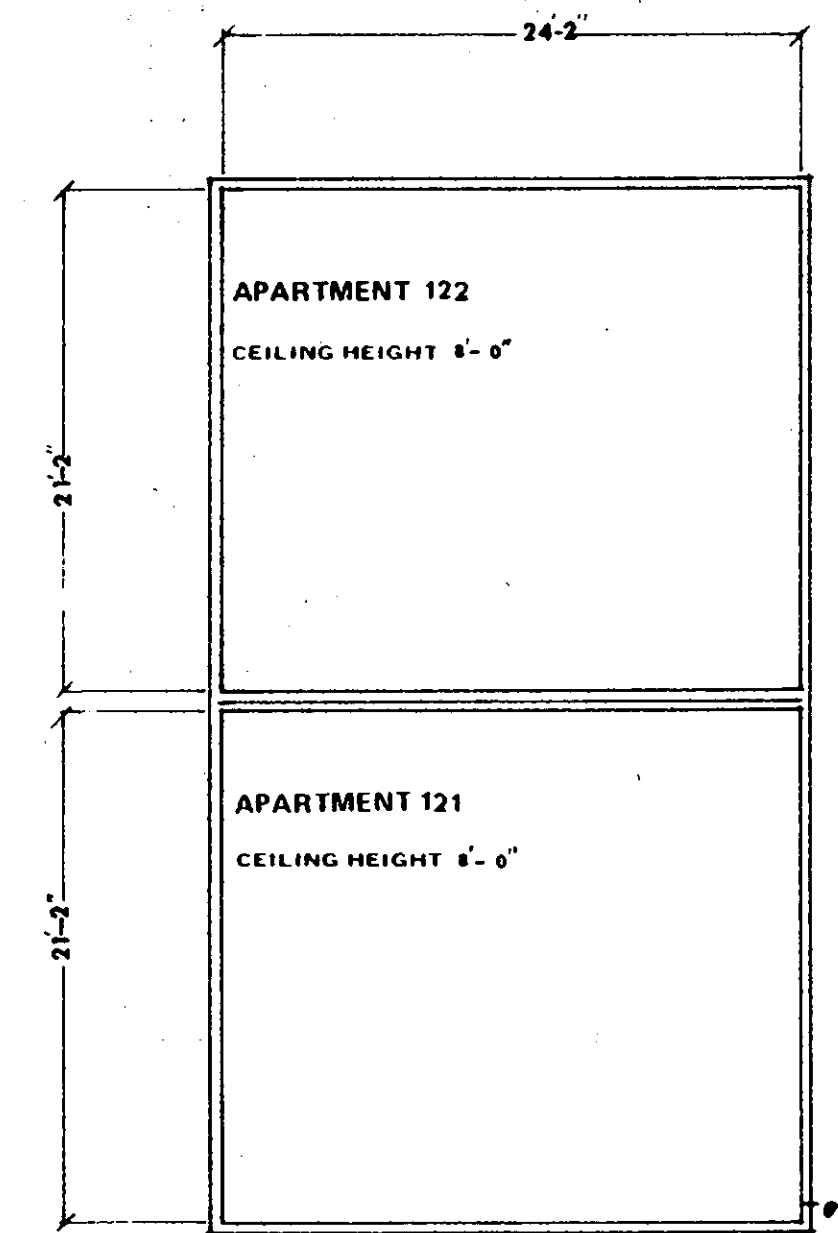 24'-2"
APARTMENT 122
CEILING HEIGHT 8'-0"
21'-2"
APARTMENT 121
CEILING HEIGHT 8'-0"
21'-2"